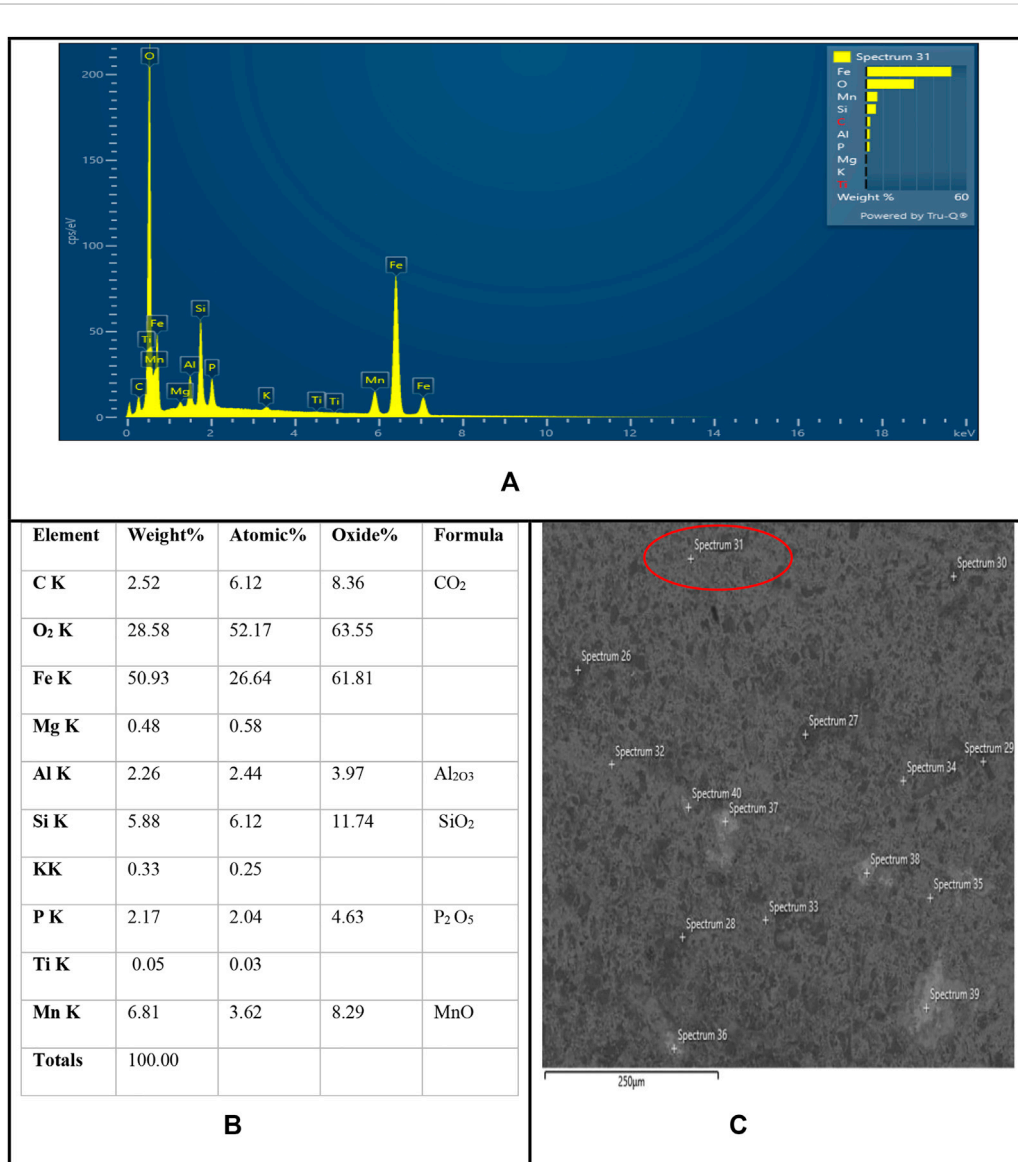 O
200
150
100
50
0
cps/eV
Ti
Fe
Mn
C
Mg
Al
Si
P
K
Ti
Ti
Mn
Fe
Fe
0 2 4 6 8 10 12 14 16 18 keV
Spectrum 31
Fe
O
Mn
Si
C
Al
P
Mg
K
Ti
Weight % 60
Powered by Tru-Q®
A
Element Weight% Atomic% Oxide% Formula
C K 2.52 6.12 8.36 CO₂
O₂ K 28.58 52.17 63.55
Fe K 50.93 26.64 61.81
Mg K 0.48 0.58
Al K 2.26 2.44 3.97 Al₂ₒ₃
Si K 5.88 6.12 11.74 SiO₂
KK 0.33 0.25
P K 2.17 2.04 4.63 P₂ O₅
Ti K 0.05 0.03
Mn K 6.81 3.62 8.29 MnO
Totals 100.00
B
Spectrum 31
Spectrum 30
Spectrum 26
Spectrum 27
Spectrum 32
Spectrum 29
Spectrum 34
Spectrum 40
Spectrum 37
Spectrum 38
Spectrum 35
Spectrum 33
Spectrum 28
Spectrum 39
Spectrum 36
250µm
C